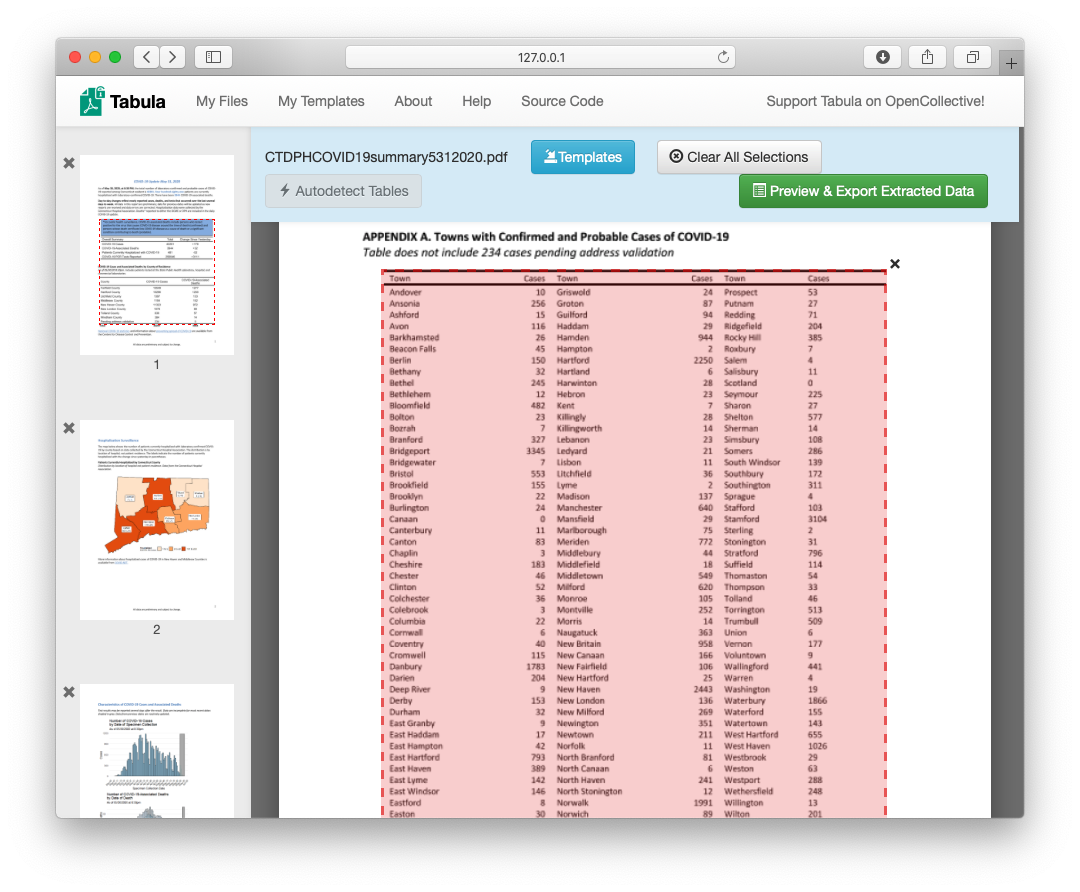 127.0.0.1
Tabula My Files My Templates About Help Source Code Support Tabula on OpenCollective!
CTDPHCOVID19summary5312020.pdf Templates Clear All Selections
Autodetect Tables Preview & Export Extracted Data
1
2
APPENDIX A. Towns with Confirmed and Probable Cases of COVID-19
Table does not include 234 cases pending address validation
Town Cases Town Cases Town Cases
Andover 10 Griswold 24 Prospect 53
Ansonia 256 Groton 87 Putnam 27
Ashford 15 Guilford 94 Redding 71
Avon 116 Haddam 29 Ridgefield 204
Barkhamsted 26 Hamden 944 Rocky Hill 385
Beacon Falls 45 Hampton 2 Roxbury 7
Berlin 150 Hartford 2250 Salem 4
Bethany 32 Hartland 6 Salisbury 11
Bethel 245 Harwinton 28 Scotland 0
Bethlehem 12 Hebron 23 Seymour 225
Bloomfield 482 Kent 7 Sharon 27
Bolton 23 Killingly 28 Shelton 577
Bozrah 7 Killingworth 14 Sherman 14
Branford 327 Lebanon 23 Simsbury 108
Bridgeport 3345 Ledyard 21 Somers 286
Bridgewater 7 Lisbon 11 South Windsor 139
Bristol 553 Litchfield 36 Southbury 172
Brookfield 155 Lyme 2 Southington 311
Brooklyn 22 Madison 137 Sprague 4
Burlington 24 Manchester 640 Stafford 103
Canaan 0 Mansfield 29 Stamford 3104
Canterbury 11 Marlborough 75 Sterling 2
Canton 83 Meriden 772 Stonington 31
Chaplin 3 Middlebury 44 Stratford 796
Cheshire 183 Middlefield 18 Suffield 114
Chester 46 Middletown 549 Thomaston 54
Clinton 52 Milford 620 Thompson 33
Colchester 36 Monroe 105 Tolland 46
Colebrook 3 Montville 252 Torrington 513
Columbia 22 Morris 14 Trumbull 509
Cornwall 6 Naugatuck 363 Union 6
Coventry 40 New Britain 958 Vernon 177
Cromwell 115 New Canaan 166 Voluntown 9
Danbury 1783 New Fairfield 106 Wallingford 441
Darien 204 New Hartford 25 Warren 4
Deep River 9 New Haven 2443 Washington 19
Derby 153 New London 136 Waterbury 1866
Durham 32 New Milford 269 Waterford 155
East Granby 9 Newington 351 Watertown 143
East Haddam 17 Newtown 211 West Hartford 655
East Hampton 42 Norfolk 11 West Haven 1026
East Hartford 793 North Branford 81 Westbrook 29
East Haven 389 North Canaan 6 Weston 63
East Lyme 142 North Haven 241 Westport 288
East Windsor 146 North Stonington 12 Wethersfield 248
Eastford 8 Norwalk 1991 Willington 13
Easton 30 Norwich 89 Wilton 201